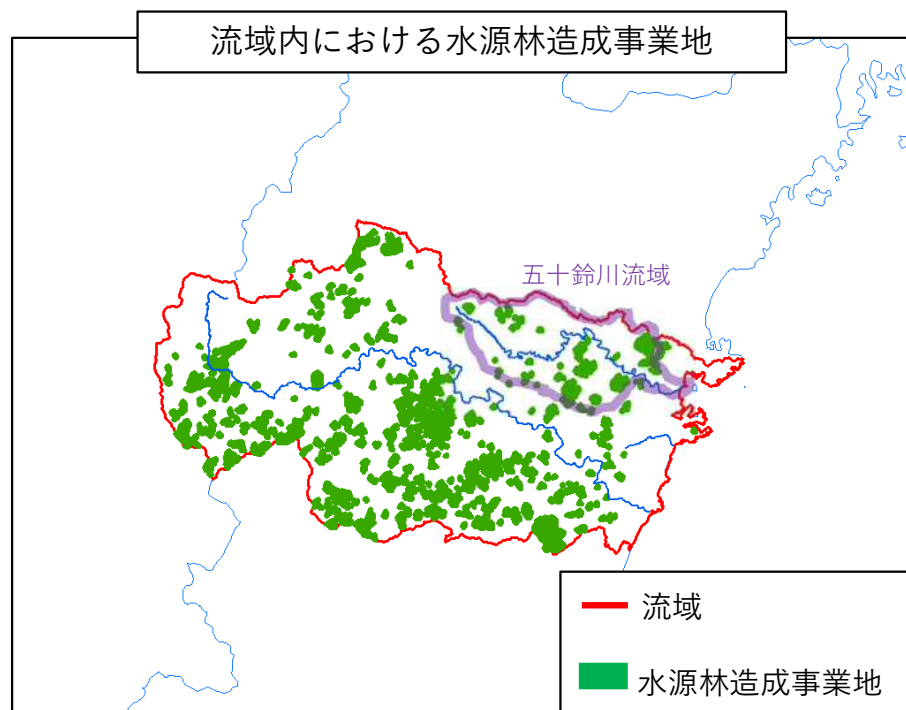 流域内における水源林造成事業地
五十鈴川流域
流域
水源林造成事業地